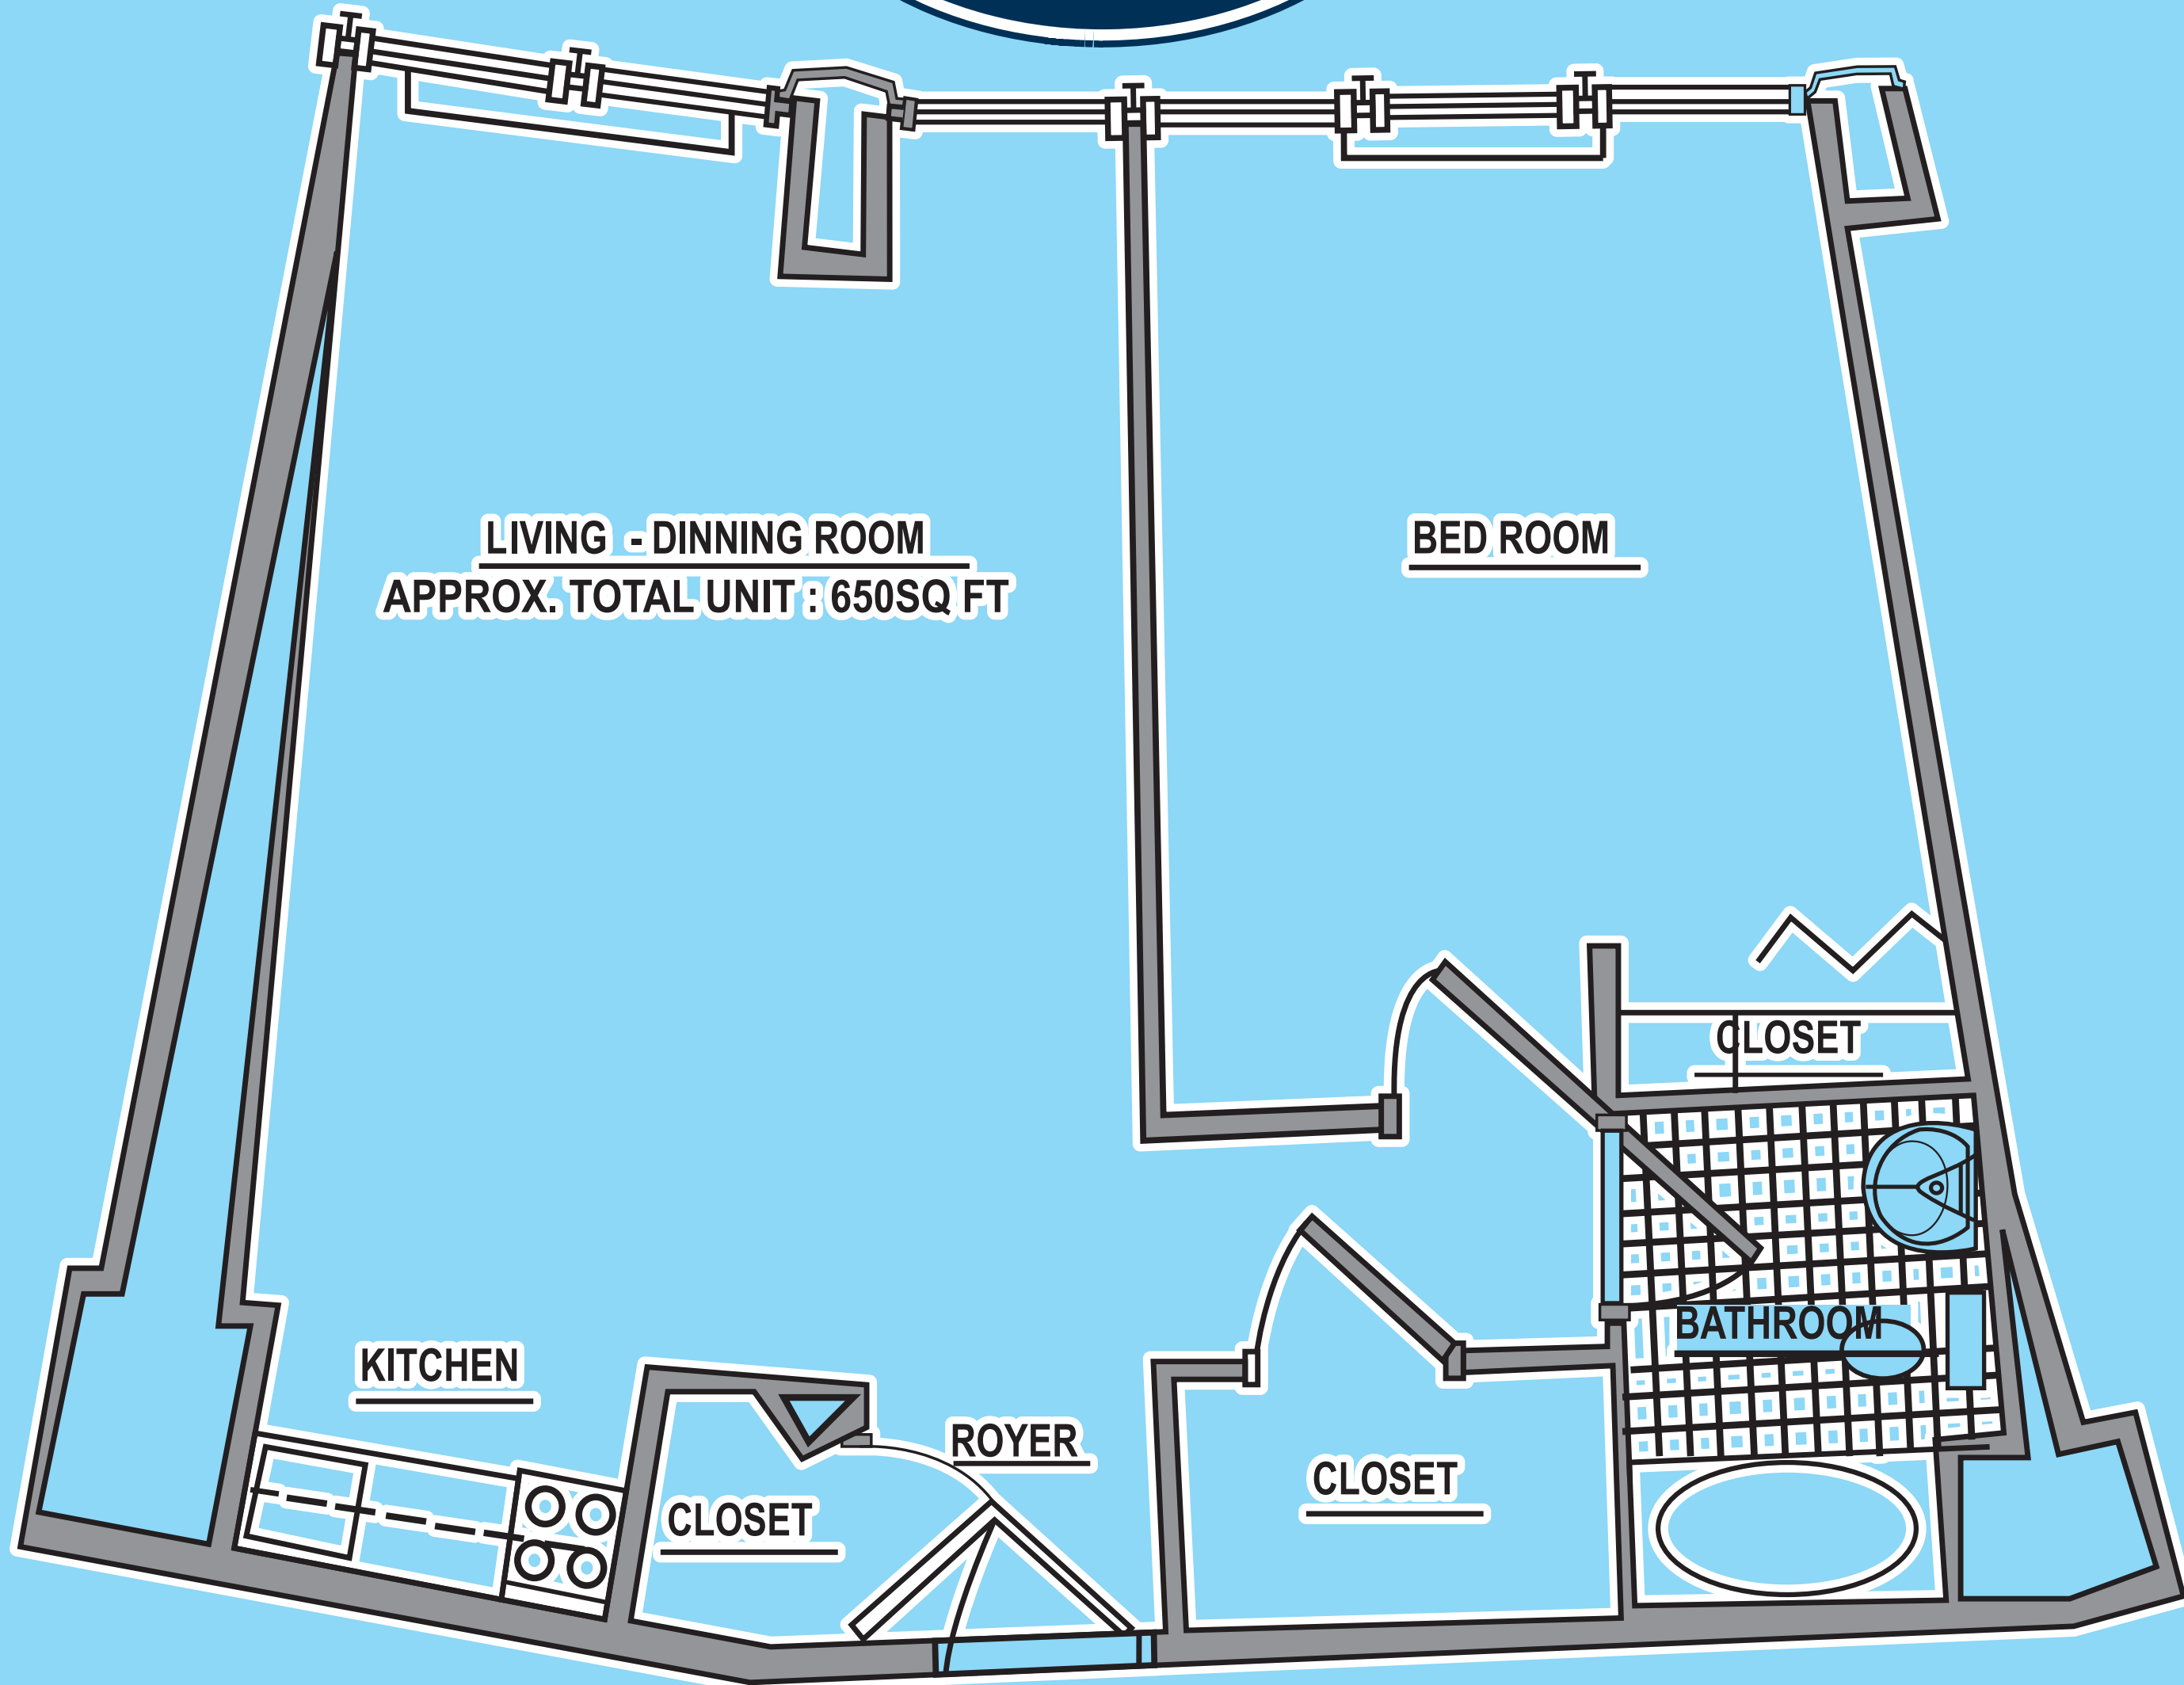 LIVING - DINNING ROOM
APPROX. TOTAL UNIT : 650SQ FT
BED ROOM
CLOSET
BATHROOM
KITCHEN
ROYER
CLOSET
CLOSET